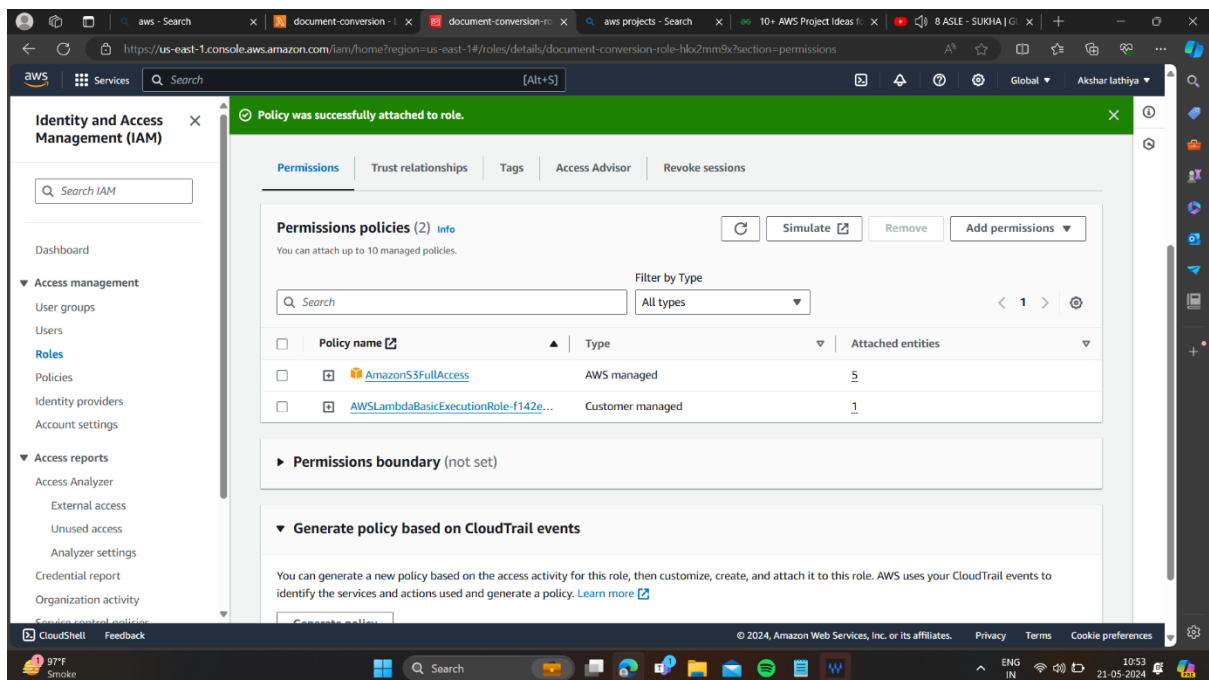 aws - Search
document-conversion - L
document-conversion-ro
aws projects - Search
10+ AWS Project Ideas fo
8 ASLE - SUKHA | GI
https://us-east-1.console.aws.amazon.com/iam/home?region=us-east-1#/roles/details/document-conversion-role-hkx2mm9x?section=permissions
aws
Services
Search
[Alt+S]
Global
Akshar lathiya
Identity and Access
Management (IAM)
Search IAM
Dashboard
Access management
User groups
Users
Roles
Policies
Identity providers
Account settings
Access reports
Access Analyzer
External access
Unused access
Analyzer settings
Credential report
Organization activity
Service control policies
Policy was successfully attached to role.
Permissions
Trust relationships
Tags
Access Advisor
Revoke sessions
Permissions policies (2) Info
You can attach up to 10 managed policies.
Simulate
Remove
Add permissions
Filter by Type
Search
All types
1
Policy name
Type
Attached entities
AmazonS3FullAccess
AWS managed
5
AWSLambdaBasicExecutionRole-f142e...
Customer managed
1
Permissions boundary (not set)
Generate policy based on CloudTrail events
You can generate a new policy based on the access activity for this role, then customize, create, and attach it to this role. AWS uses your CloudTrail events to
identify the services and actions used and generate a policy. Learn more
Generate policy
CloudShell
Feedback
© 2024, Amazon Web Services, Inc. or its affiliates.
Privacy
Terms
Cookie preferences
1
97°F
Smoke
Search
ENG
IN
10:53
21-05-2024